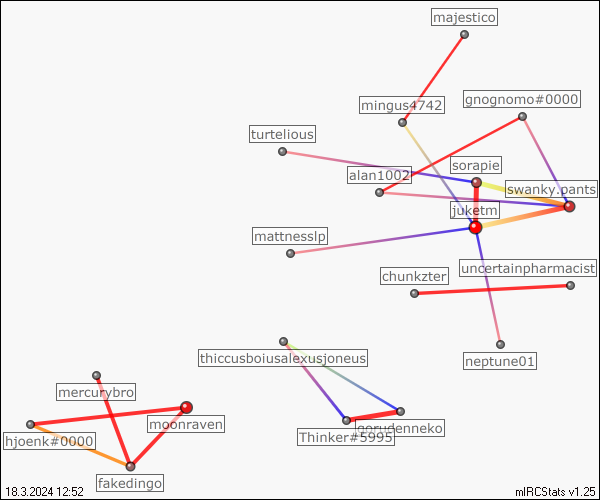 majestico
mingus4742
gnognomo#0000
turtelious
sorapie
alan1002
swanky.pants
juketm
mattnesslp
uncertainpharmacist
chunkzter
thiccusboiusalexusjoneus
neptune01
mercurybro
moonraven
gorudenneko
Thinker#5995
hjoenk#0000
fakedingo
18.3.2024 12:52
mIRCStats v1.25